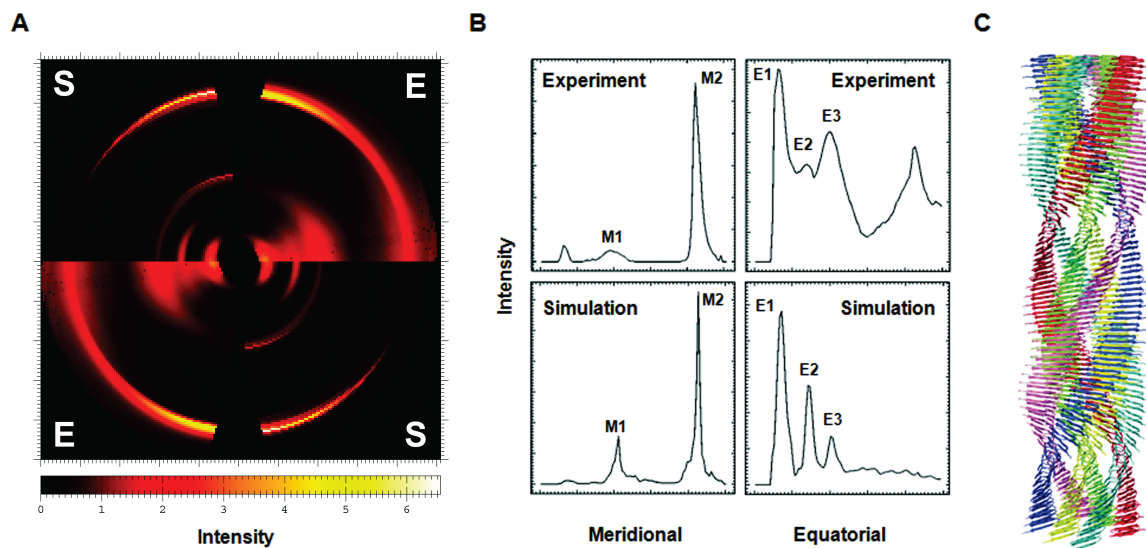 A
S
E
E
S
0 1 2 3 4 5 6
Intensity
B
Experiment
M2
M1
E1
Experiment
E3
E2
Intensity
Simulation
M2
M1
E1
Simulation
E2
E3
Meridional
Equatorial
C